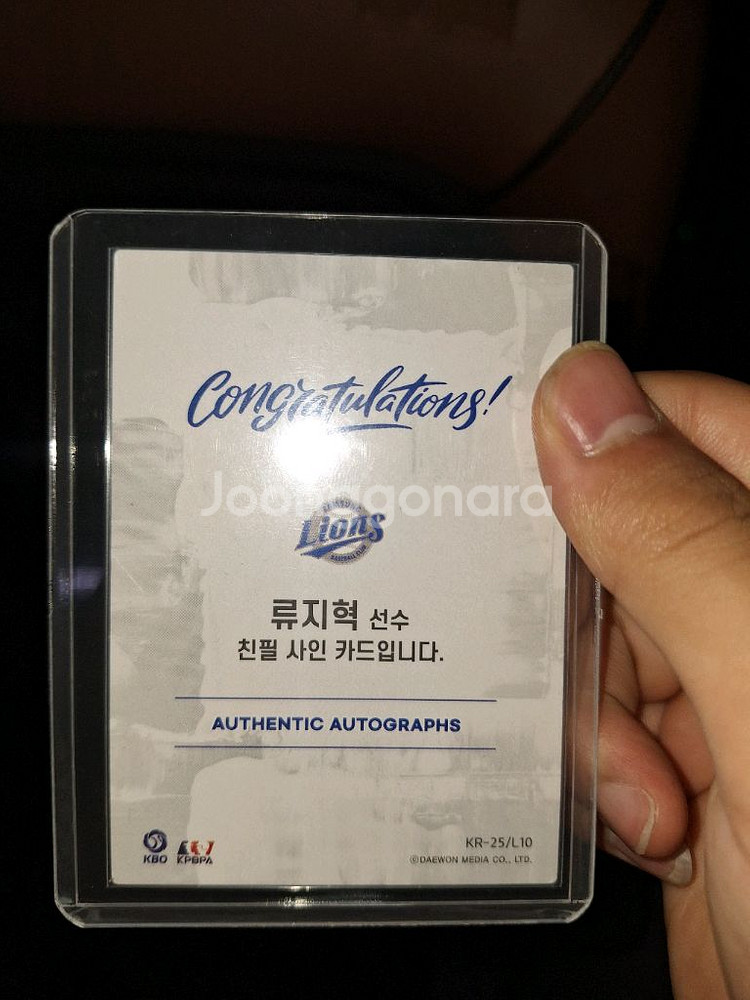 Congratulations!
Joonggonara
Lions
류지혁 선수
친필 사인 카드입니다.
AUTHENTIC AUTOGRAPHS
KBO
KPBPA
KR-25/L10
©DAEWON MEDIA CO., LTD.